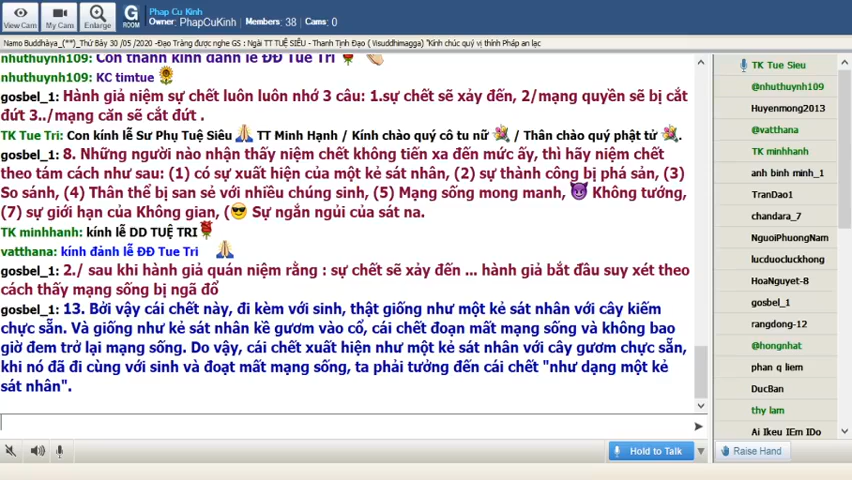 View Cam
My Cam
Enlarge
G
ROOM
Phap Cu Kinh
Owner: PhapCuKinh | Members: 38 | Cams: 0
Namo Buddhàya_(**)_Thứ Bảy 30 /05 /2020 -Đạo Tràng được nghe GS : Ngài TT TUỆ SIÊU - Thanh Tịnh Đạo ( Visuddhimagga) "Kính chúc quý vị thính Pháp an lạc
nhuthuynh109: Con thành kính đảnh lễ ĐĐ Tuệ Trí
nhuthuynh109: KC timtue
gosbel_1: Hành giả niệm sự chết luôn luôn nhớ 3 câu: 1.sự chết sẽ xảy đến, 2/mạng quyền sẽ bị cắt
đứt 3../mạng căn sẽ cắt đứt .
TK Tue Tri: Con kính lễ Sư Phụ Tuệ Siêu TT Minh Hạnh / Kính chào quý cô tu nữ / Thân chào quý phật tử .
gosbel_1: 8. Những người nào nhận thấy niệm chết không tiến xa đến mức ấy, thì hãy niệm chết
theo tám cách như sau: (1) có sự xuất hiện của một kẻ sát nhân, (2) sự thành công bị phá sản, (3)
So sánh, (4) Thân thể bị san sẻ với nhiều chúng sinh, (5) Mạng sống mong manh, Không tướng,
(7) sự giới hạn của Không gian, ( Sự ngắn ngủi của sát na.
TK minhhanh: kính lễ DD TUỆ TRI
vatthana: kính đảnh lễ ĐĐ Tue Tri
gosbel_1: 2./ sau khi hành giả quán niệm rằng : sự chết sẽ xảy đến ... hành giả bắt đầu suy xét theo
cách thấy mạng sống bị ngã đổ
gosbel_1: 13. Bởi vậy cái chết này, đi kèm với sinh, thật giống như một kẻ sát nhân với cây kiếm
chực sẵn. Và giống như kẻ sát nhân kề gươm vào cổ, cái chết đoạn mất mạng sống và không bao
giờ đem trở lại mạng sống. Do vậy, cái chết xuất hiện như một kẻ sát nhân với cây gươm chực sẵn,
khi nó đã đi cùng với sinh và đoạt mất mạng sống, ta phải tưởng đến cái chết "như dạng một kẻ
sát nhân".
TK Tue Sieu
@nhuthuynh109
Huyenmong2013
@vatthana
TK minhhanh
anh binh minh_1
TranDao1
chandara_7
NguoiPhuongNam
lucduocluckhong
HoaNguyet-8
gosbel_1
rangdong-12
@hongnhat
phan q liem
DucBan
thy lam
Ai Ikeu IEm IDo
Hold to Talk
Raise Hand